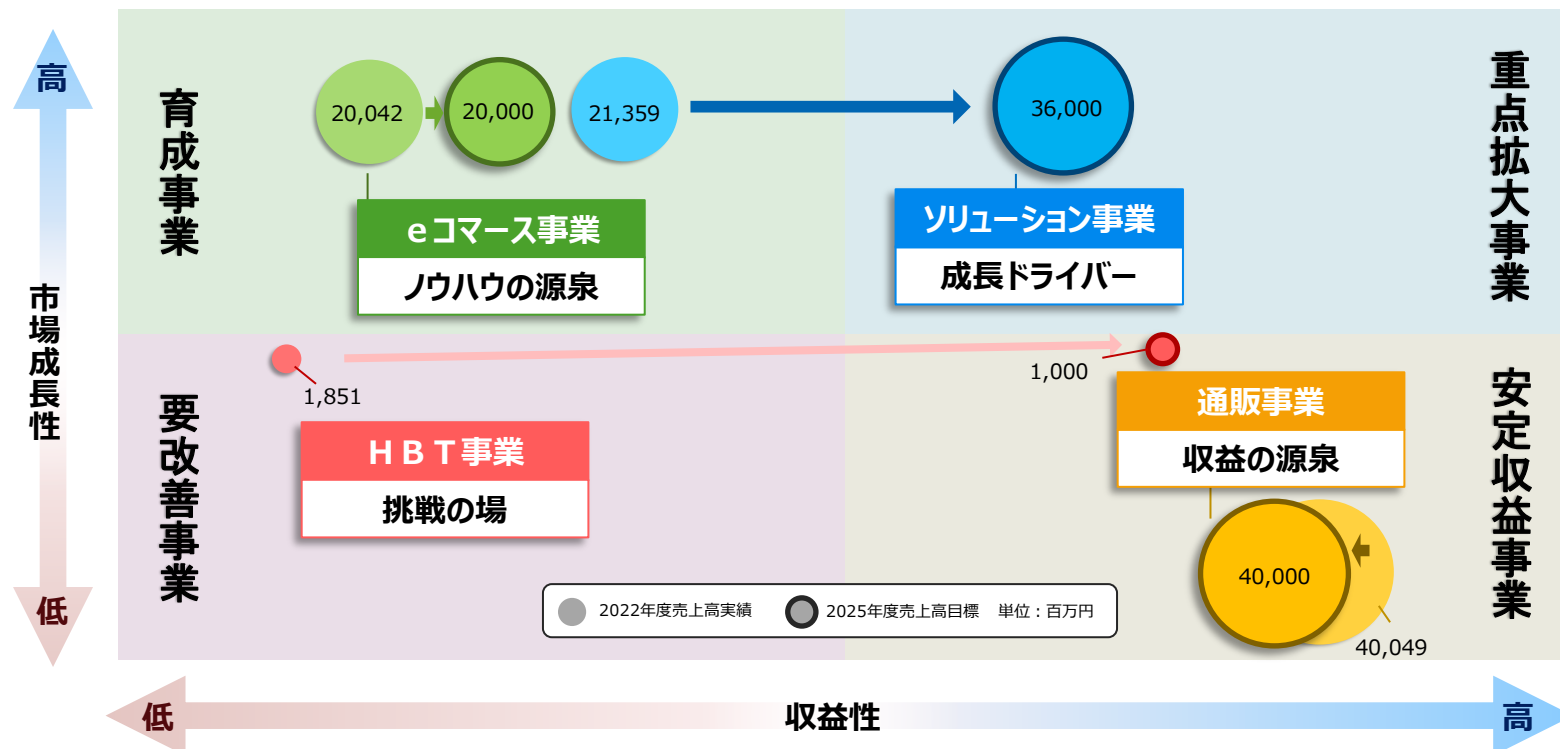 高
市場成長性
低
育成事業
20,042
20,000
21,359
eコマース事業
ノウハウの源泉
36,000
ソリューション事業
成長ドライバー
重点拡大事業
要改善事業
1,851
HBT事業
挑戦の場
1,000
通販事業
収益の源泉
40,000
40,049
安定収益事業
2022年度売上高実績 2025年度売上高目標 単位:百万円
低 収益性 高